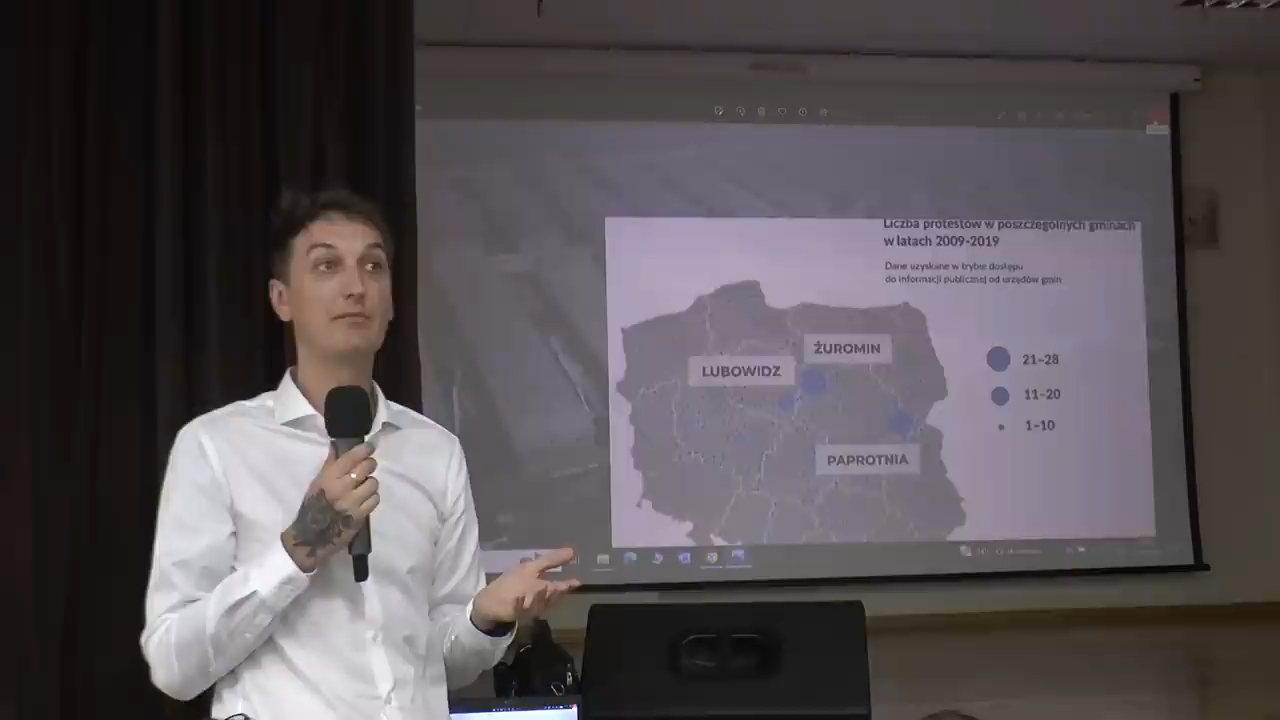 Liczba protestów w poszczególnych gminach
w latach 2009-2019
Dane uzyskane w trybie dostępu
do informacji publicznej od urzędów gmin
ŻUROMIN
LUBOWIDZ
PAPROTNIA
21–28
11–20
1–10